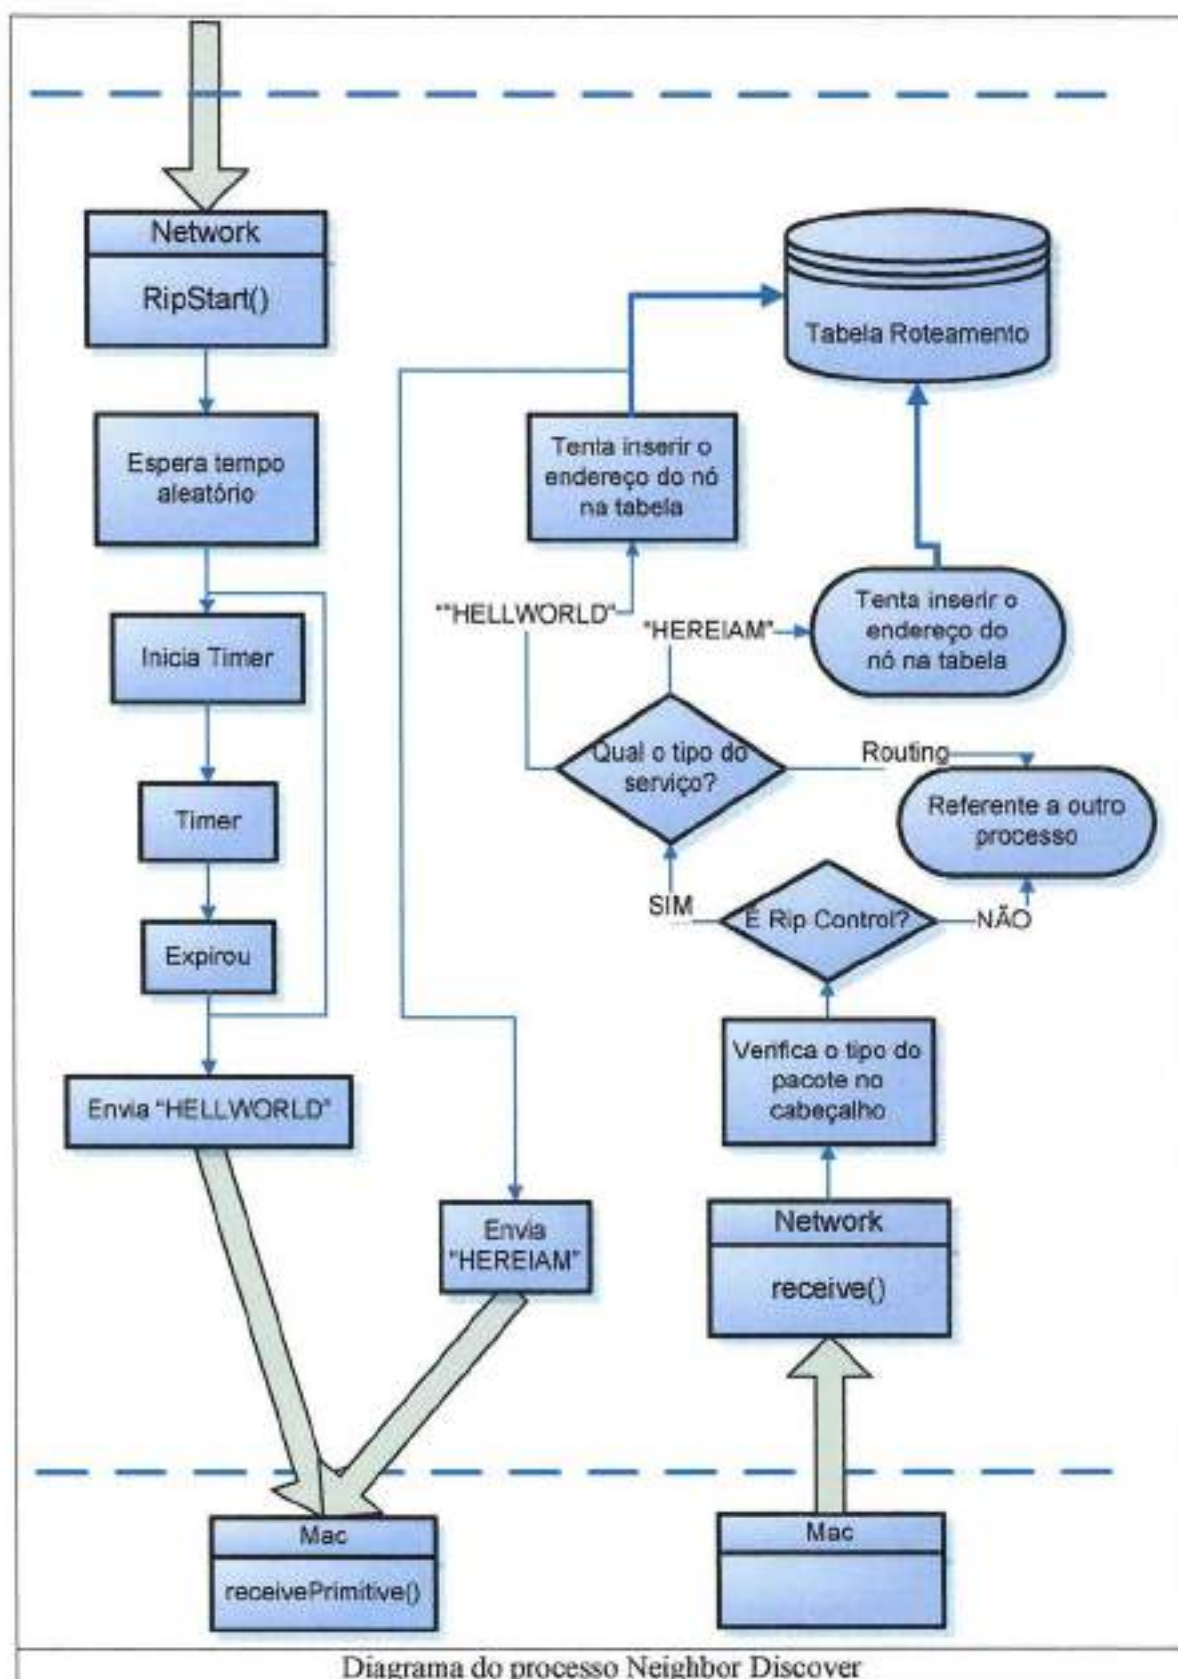 Network
RipStart()
Espera tempo
aleatório
Inicia Timer
Timer
Expirou
Envia "HELLWORLD"
Envia
"HEREIAM"
Mac
receivePrimitive()
Tabela Roteamento
Tenta inserir o
endereço do nó
na tabela
""HELLWORLD"
"HEREIAM"
Tenta inserir o
endereço do
nó na tabela
Qual o tipo do
serviço?
Routing
Referente a outro
processo
SIM
É Rip Control?
NÃO
Verifica o tipo do
pacote no
cabeçalho
Network
receive()
Mac
Diagrama do processo Neighbor Discover